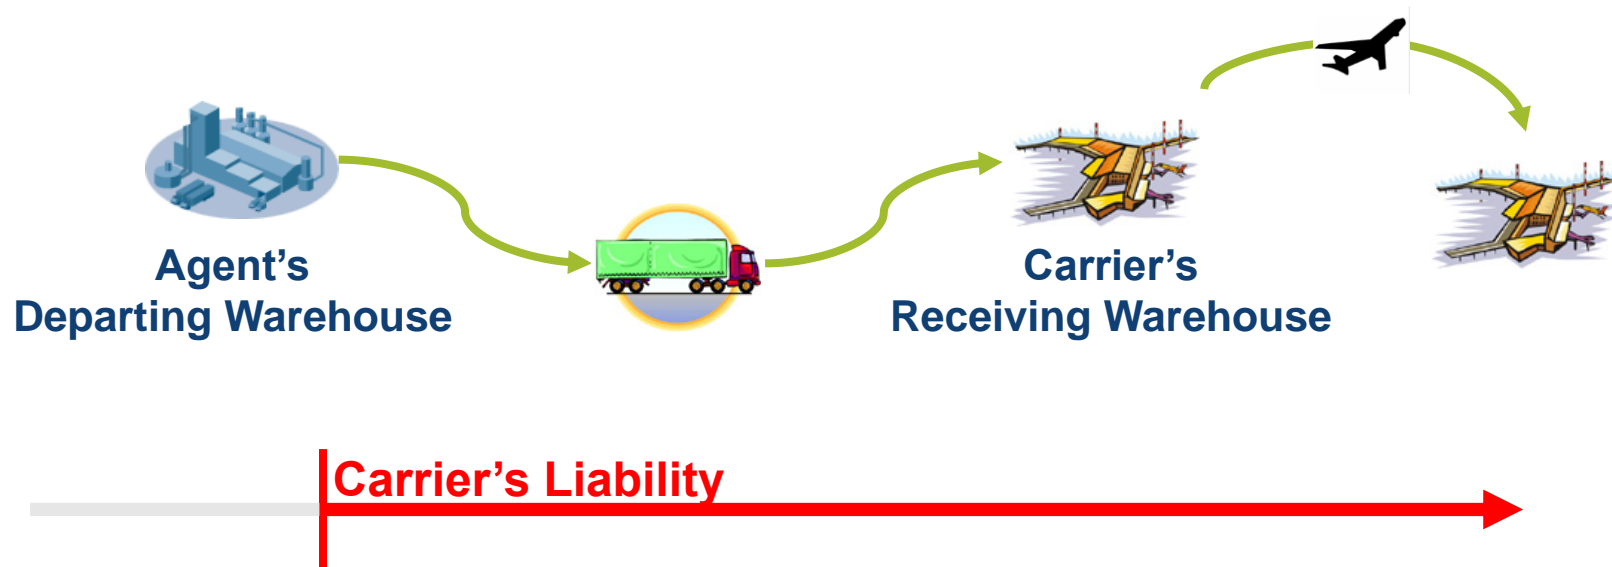 Agent’s
Departing Warehouse
Carrier’s
Receiving Warehouse
Carrier’s Liability